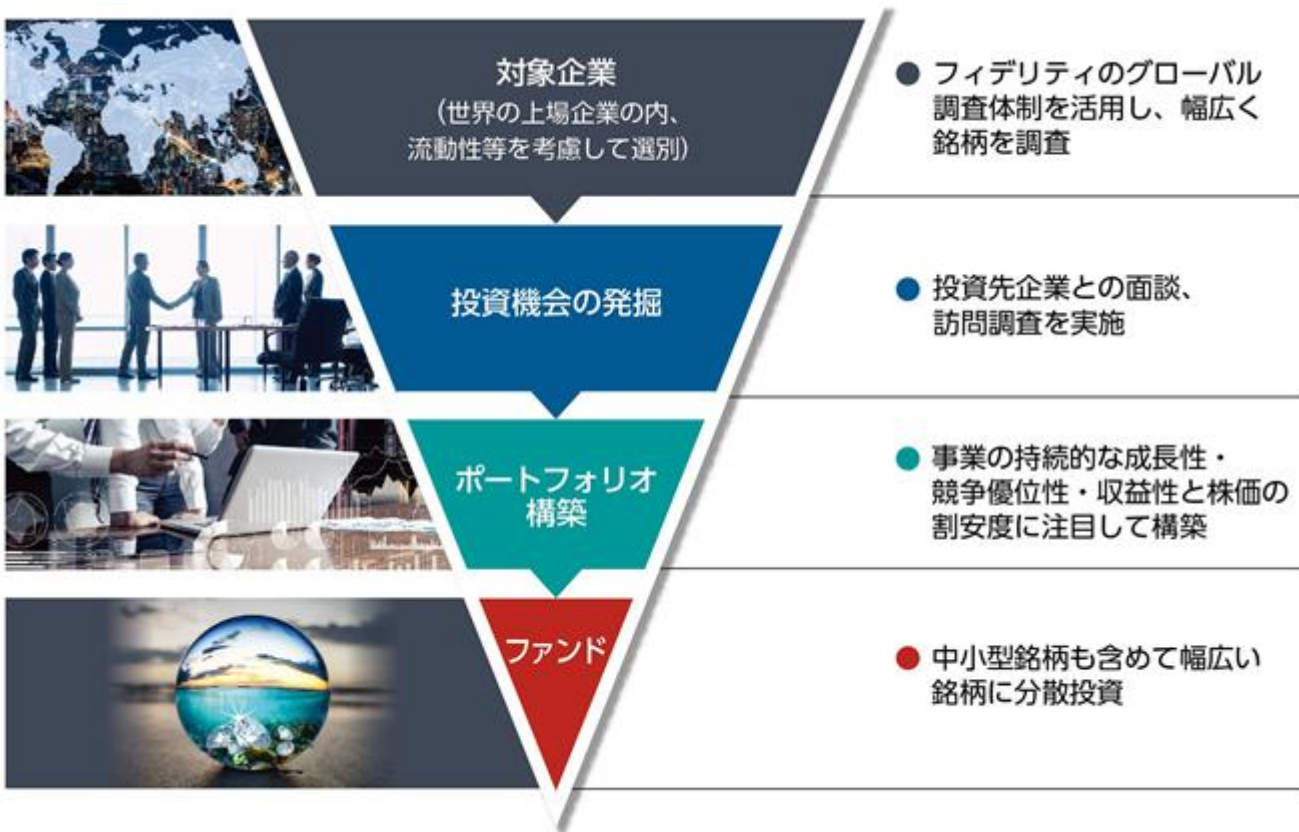 対象企業
(世界の上場企業の内、
流動性等を考慮して選別)
● フィデリティのグローバル
調査体制を活用し、幅広く
銘柄を調査
投資機会の発掘
● 投資先企業との面談、
訪問調査を実施
ポートフォリオ
構築
● 事業の持続的な成長性・
競争優位性・収益性と株価の
割安度に注目して構築
ファンド
● 中小型銘柄も含めて幅広い
銘柄に分散投資